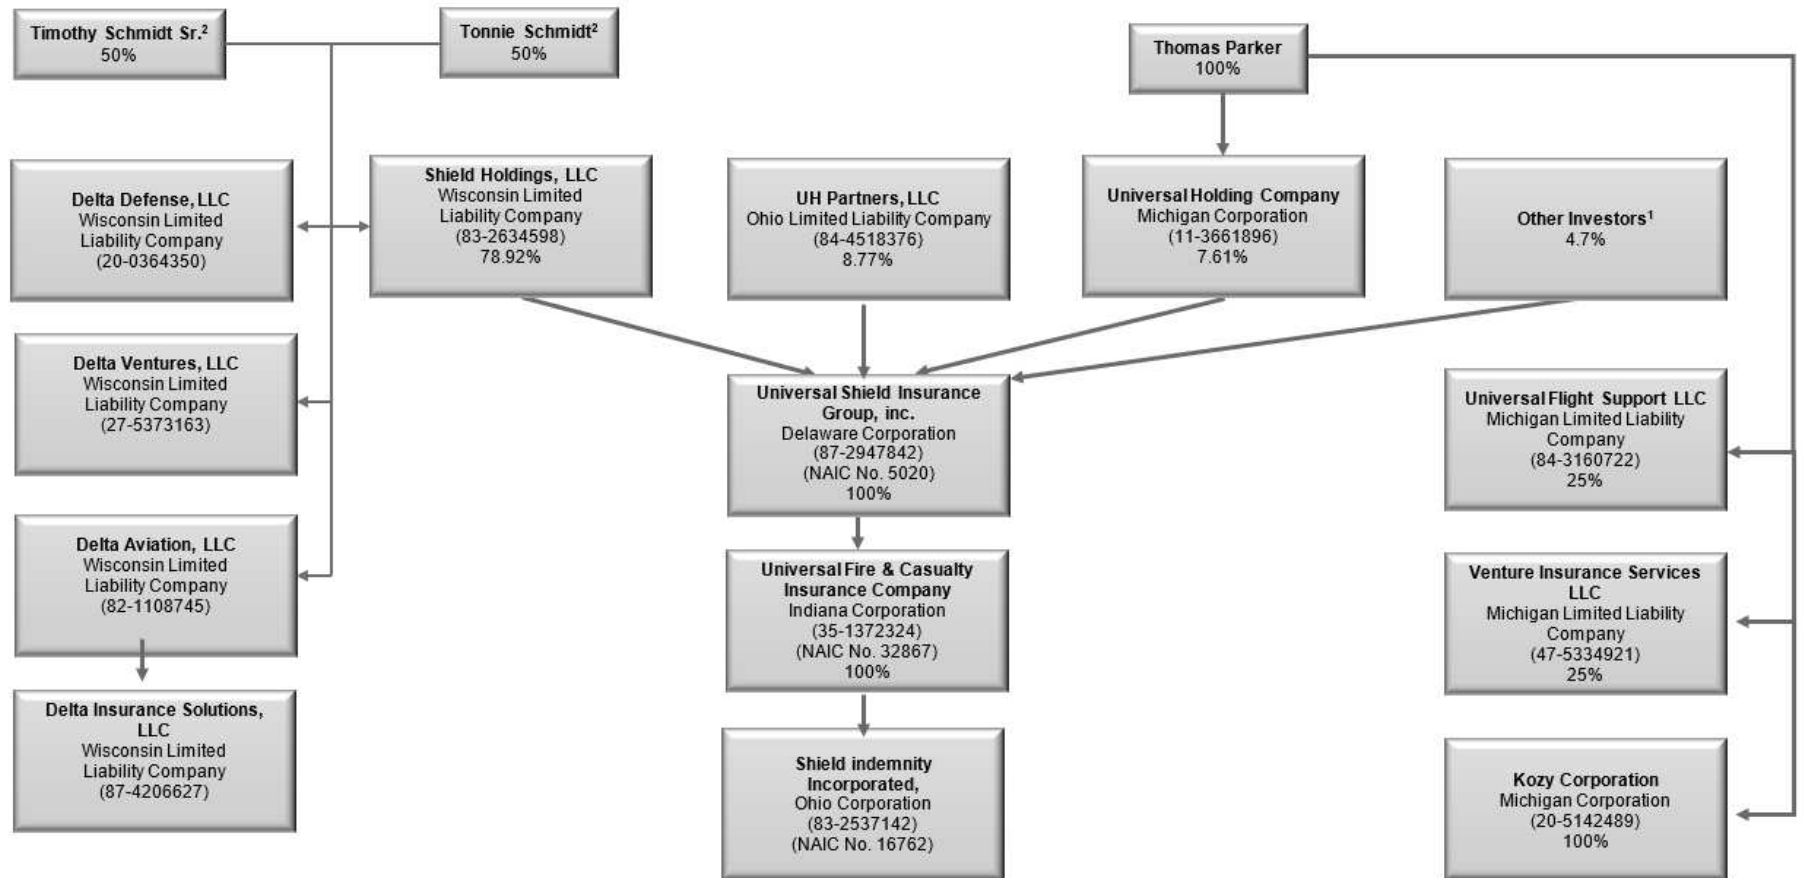 Timothy Schmidt Sr.²
50%
Tonnie Schmidt²
50%
Thomas Parker
100%
Delta Defense, LLC
Wisconsin Limited
Liability Company
(20-0364350)
Shield Holdings, LLC
Wisconsin Limited
Liability Company
(83-2634598)
78.92%
UH Partners, LLC
Ohio Limited Liability Company
(84-4518376)
8.77%
Universal Holding Company
Michigan Corporation
(11-3661896)
7.61%
Other Investors¹
4.7%
Delta Ventures, LLC
Wisconsin Limited
Liability Company
(27-5373163)
Universal Shield Insurance
Group, inc.
Delaware Corporation
(87-2947842)
(NAIC No. 5020)
100%
Universal Flight Support LLC
Michigan Limited Liability
Company
(84-3160722)
25%
Delta Aviation, LLC
Wisconsin Limited
Liability Company
(82-1108745)
Universal Fire & Casualty
Insurance Company
Indiana Corporation
(35-1372324)
(NAIC No. 32867)
100%
Venture Insurance Services
LLC
Michigan Limited Liability
Company
(47-5334921)
25%
Delta Insurance Solutions,
LLC
Wisconsin Limited
Liability Company
(87-4206627)
Shield indemnity
Incorporated,
Ohio Corporation
(83-2537142)
(NAIC No. 16762)
Kozy Corporation
Michigan Corporation
(20-5142489)
100%